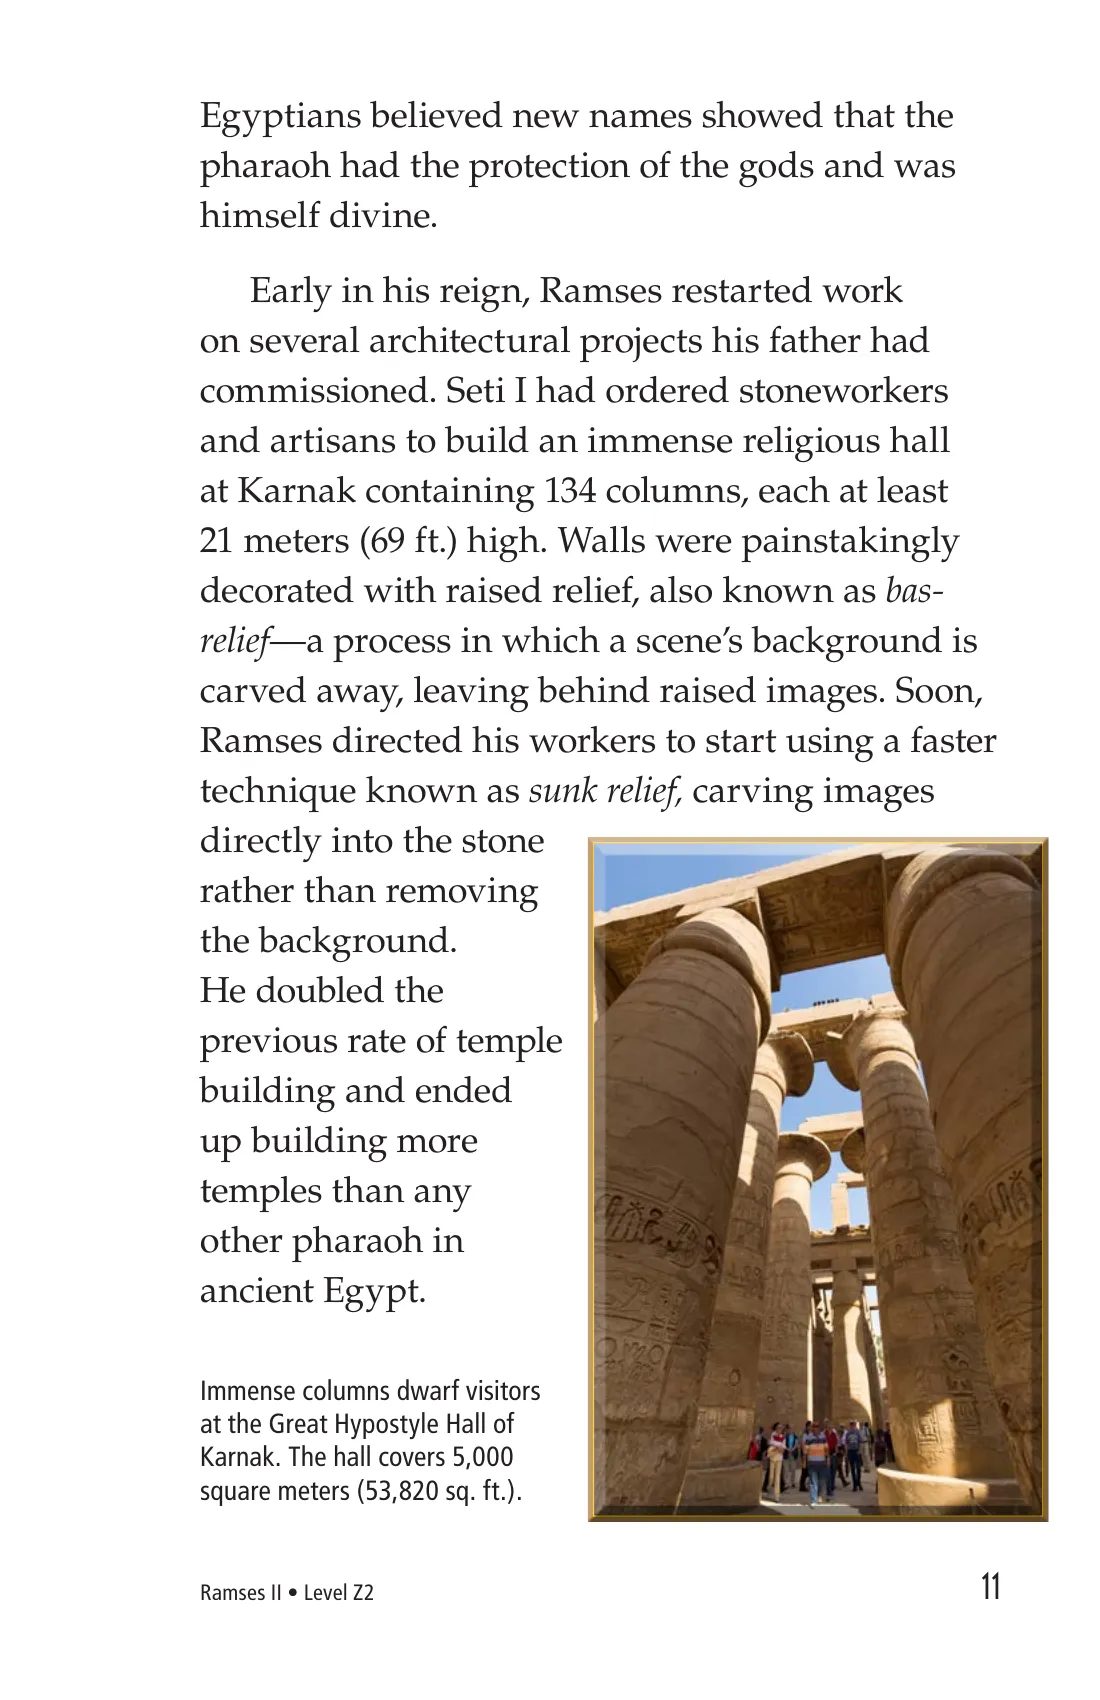 Egyptians believed new names showed that the
pharaoh had the protection of the gods and was
himself divine.
Early in his reign, Ramses restarted work
on several architectural projects his father had
commissioned. Seti I had ordered stoneworkers
and artisans to build an immense religious hall
at Karnak containing 134 columns, each at least
21 meters (69 ft.) high. Walls were painstakingly
decorated with raised relief, also known as bas-
relief—a process in which a scene’s background is
carved away, leaving behind raised images. Soon,
Ramses directed his workers to start using a faster
technique known as sunk relief, carving images
directly into the stone
rather than removing
the background.
He doubled the
previous rate of temple
building and ended
up building more
temples than any
other pharaoh in
ancient Egypt.
Immense columns dwarf visitors
at the Great Hypostyle Hall of
Karnak. The hall covers 5,000
square meters (53,820 sq. ft.).
Ramses II • Level Z2
11